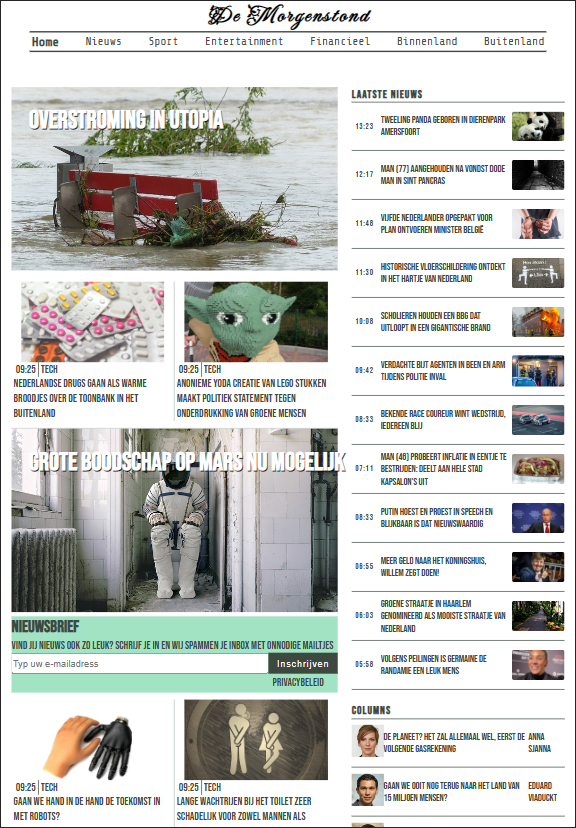 De Morgenstond
Home Nieuws Sport Entertainment Financieel Binnenland Buitenland
OVERSTROMING IN UTOPIA
09:25 TECH
NEDERLANDSE DRUGS GAAN ALS WARME
BROODJES OVER DE TOONBANK IN HET
BUITENLAND
09:25 TECH
ANONIEME YODA CREATIE VAN LEGO STUKKEN
MAAKT POLITIEK STATEMENT TEGEN
ONDERDRUKKING VAN GROENE MENSEN
GROTE BOODSCHAP OP MARS NU MOGELIJK
NIEUWSBRIEF
VIND JIJ NIEUWS OOK ZO LEUK? SCHRIJF JE IN EN WIJ SPAMMEN JE INBOX MET ONNODIGE MAILTJES
Typ uw e-mailadress Inschrijven
PRIVACYBELEID
09:25 TECH
GAAN WE HAND IN DE HAND DE TOEKOMST IN
MET ROBOTS?
09:25 TECH
LANGE WACHTRIJEN BIJ HET TOILET ZEER
SCHADELIJK VOOR ZOWEL MANNEN ALS
LAATSTE NIEUWS
13:23 TWEELING PANDA GEBOREN IN DIERENPARK
AMERSFOORT
12:17 MAN (77) AANGEHOUDEN NA VONDST DODE
MAN IN SINT PANCRAS
11:48 VIJFDE NEDERLANDER OPGEPAKT VOOR
PLAN ONTVOEREN MINISTER BELGIË
11:30 HISTORISCHE VLOERSCHILDERING ONTDEKT
IN HET HARTJE VAN NEDERLAND
10:08 SCHOLIEREN HOUDEN EEN BBQ DAT
UITLOOPT IN EEN GIGANTISCHE BRAND
09:42 VERDACHTE BIJT AGENTEN IN BEEN EN ARM
TIJDENS POLITIE INVAL
08:33 BEKENDE RACE COUREUR WINT WEDSTRIJD,
IEDEREEN BLIJ
07:11 MAN (46) PROBEERT INFLATIE IN EENTJE TE
BESTRIJDEN: DEELT AAN HELE STAD
KAPSALON'S UIT
08:33 PUTIN HOEST EN PROEST IN SPEECH EN
BLIJKBAAR IS DAT NIEUWSWAARDIG
06:55 MEER GELD NAAR HET KONINGSHUIS,
WILLEM ZEGT DOEN!
06:03 GROENE STRAATJE IN HAARLEM
GENOMINEERD ALS MOOISTE STRAATJE VAN
NEDERLAND
05:58 VOLGENS PEILINGEN IS GERMAINE DE
RANDAMIE EEN LEUK MENS
COLUMNS
DE PLANEET? HET ZAL ALLEMAAL WEL, EERST DE ANNA
VOLGENDE GASREKENING SJANNA
GAAN WE OOIT NOG TERUG NAAR HET LAND VAN EDUARD
15 MILJOEN MENSEN? VIADUCKT